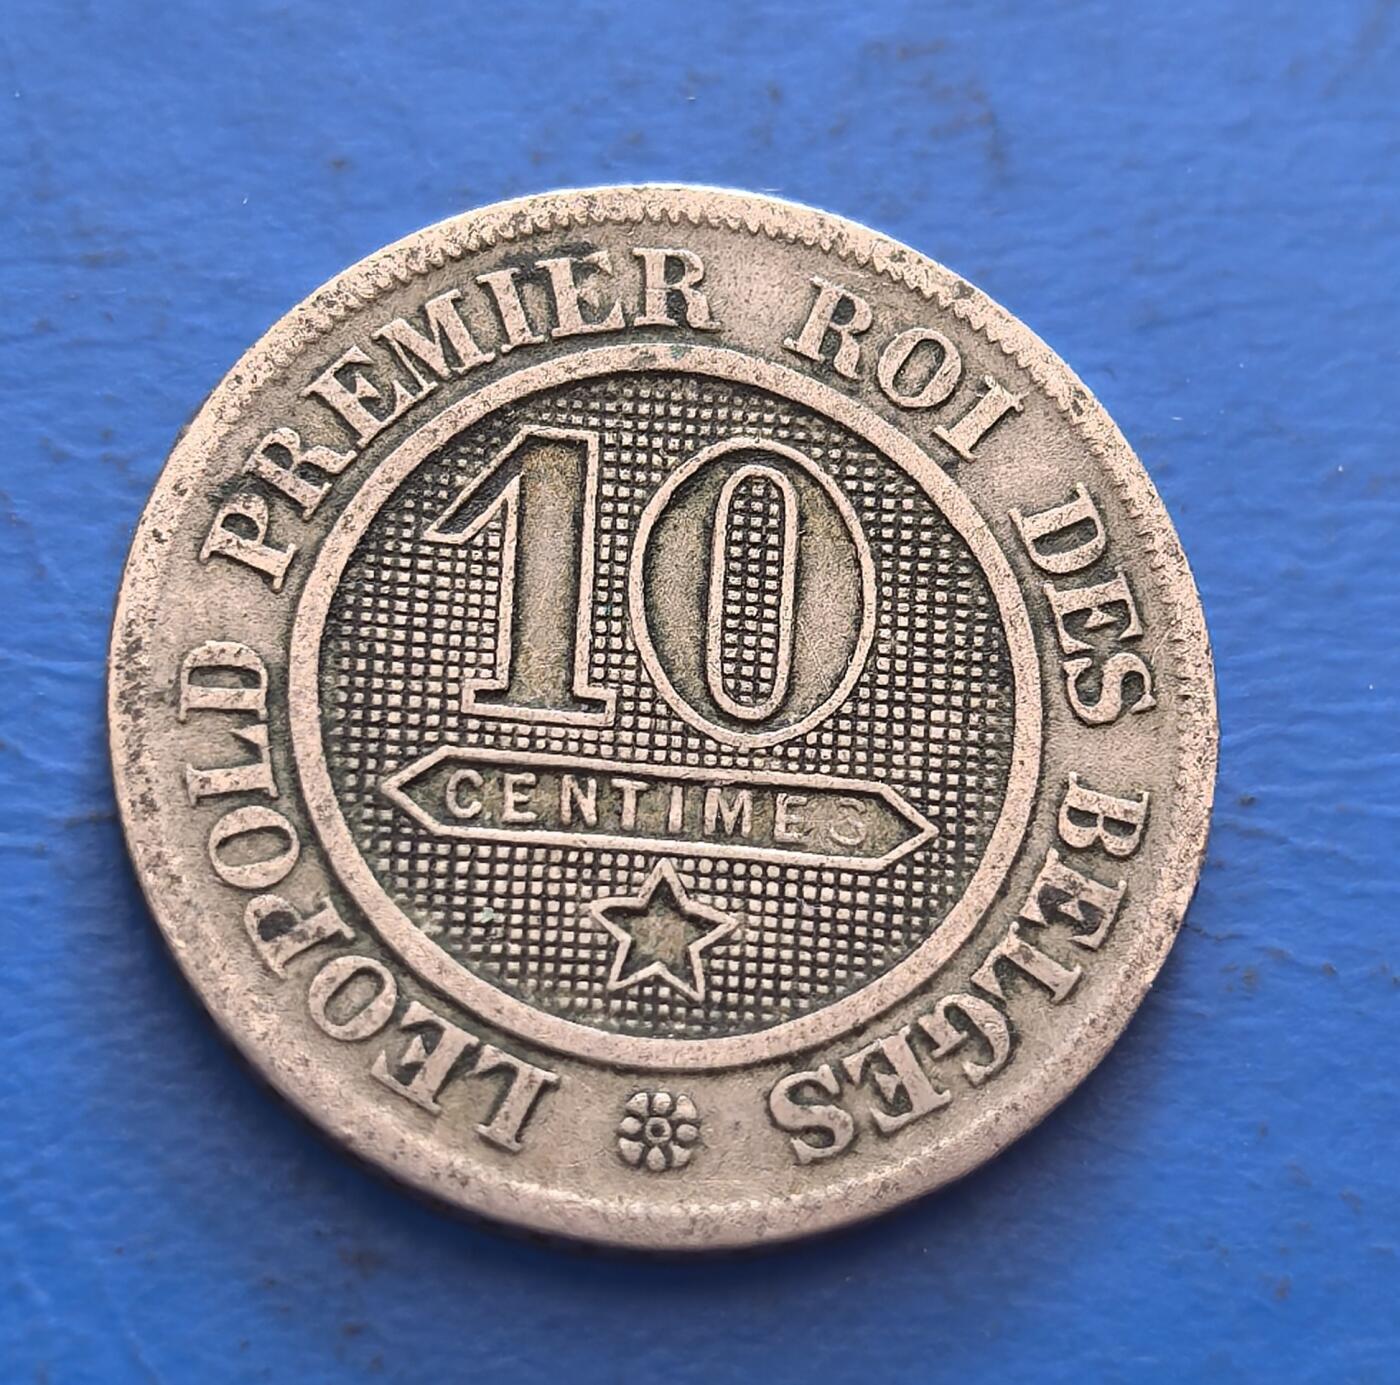 LEOPOLD PREMIER ROI DES BELGES
10
CENTIMES